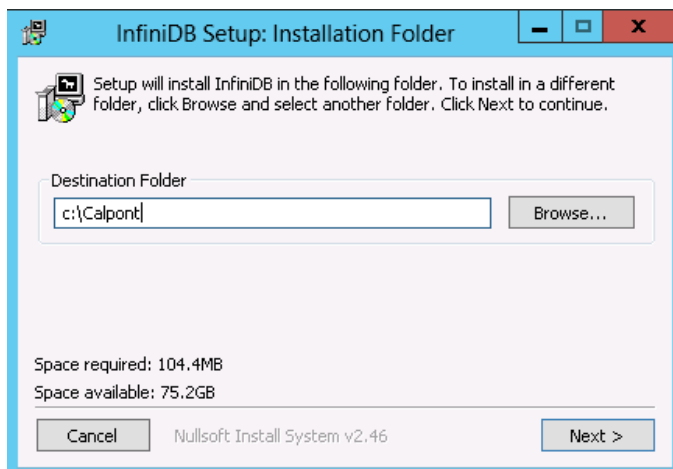 InfiniDB Setup: Installation Folder
Setup will install InfiniDB in the following folder. To install in a different
folder, click Browse and select another folder. Click Next to continue.
Destination Folder
c:\Calpont
Browse...
Space required: 104.4MB
Space available: 75.2GB
Cancel
Nullsoft Install System v2.46
Next >